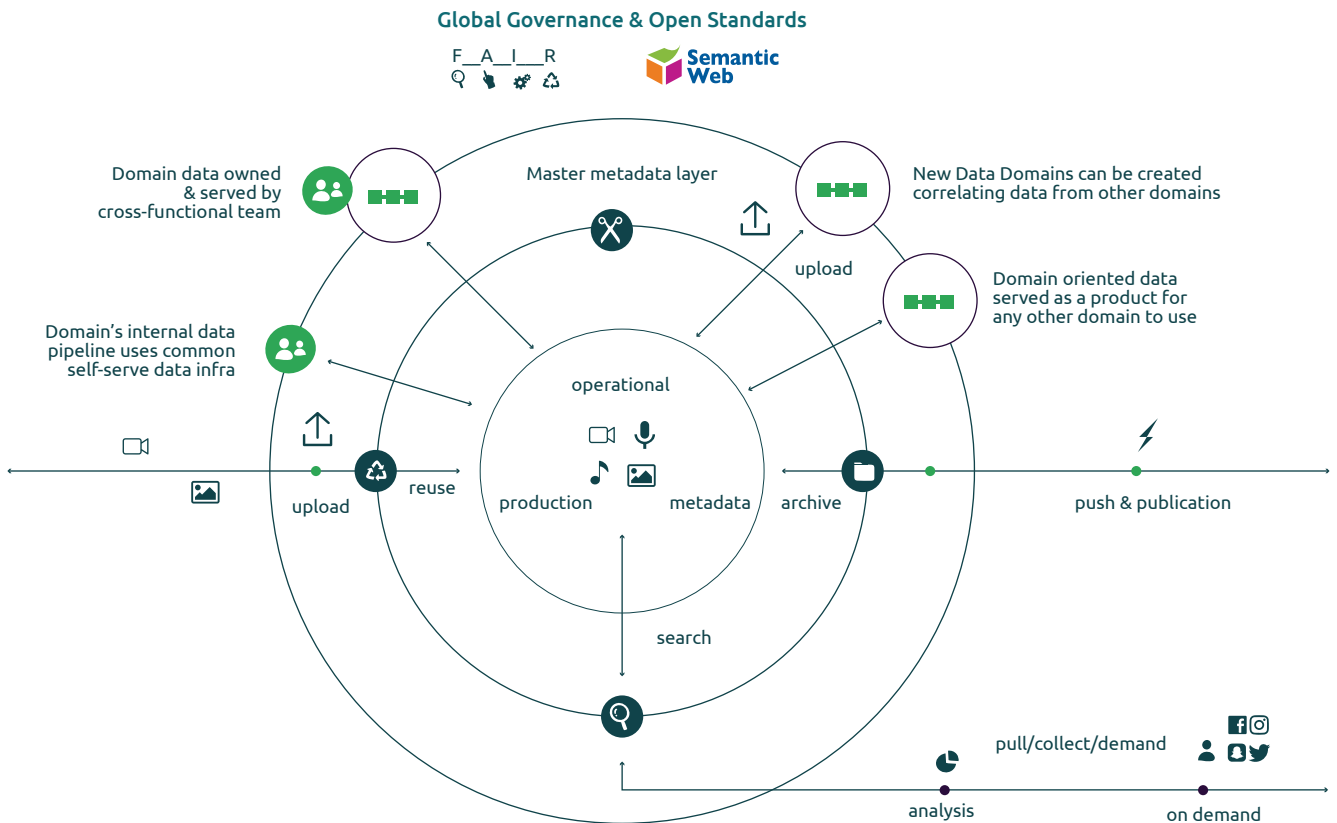 Global Governance & Open Standards
F__A__I___R
Semantic
Web
Domain data owned
& served by
cross-functional team
Master metadata layer
New Data Domains can be created
correlating data from other domains
upload
Domain oriented data
served as a product for
any other domain to use
Domain's internal data
pipeline uses common
self-serve data infra
operational
upload
reuse
production
metadata
archive
push & publication
search
pull/collect/demand
analysis
on demand